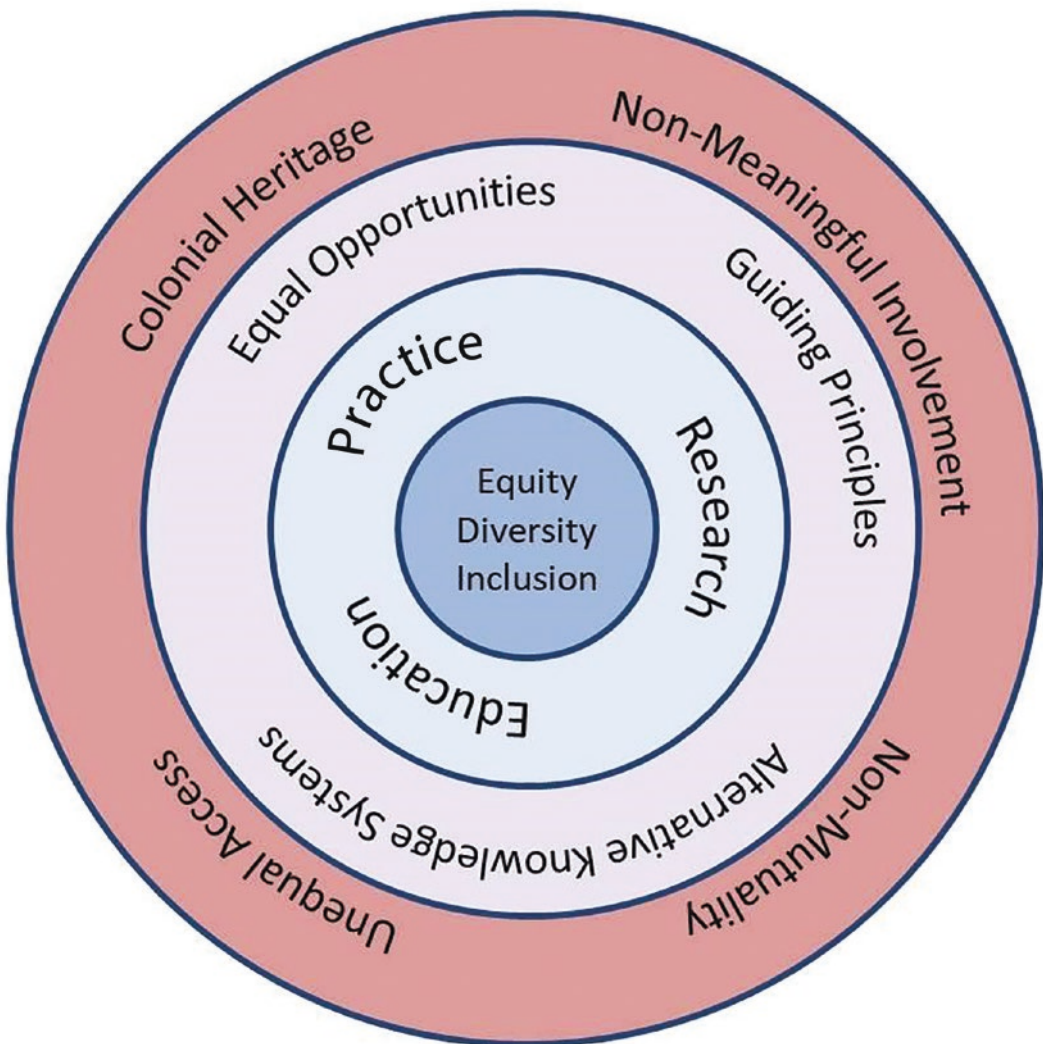 Colonial Heritage
Non-Meaningful Involvement
Non-Mutuality
Unequal Access
Equal Opportunities
Guiding Principles
Alternative Knowledge Systems
Practice
Research
Education
Equity
Diversity
Inclusion